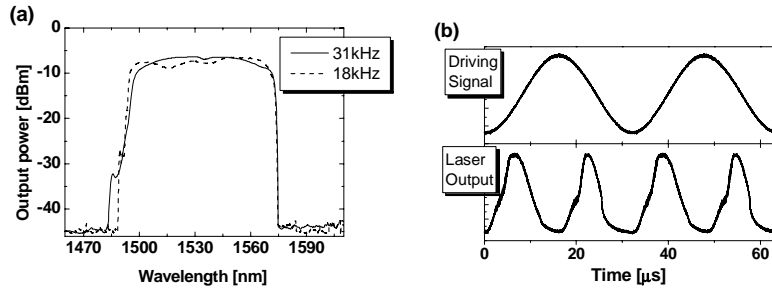 (a)
0
-10
-20
-30
-40
Output power [dBm]
31kHz
18kHz
1470 1500 1530 1560 1590
Wavelength [nm]
(b)
Driving
Signal
Laser
Output
0 20 40 60
Time [μs]